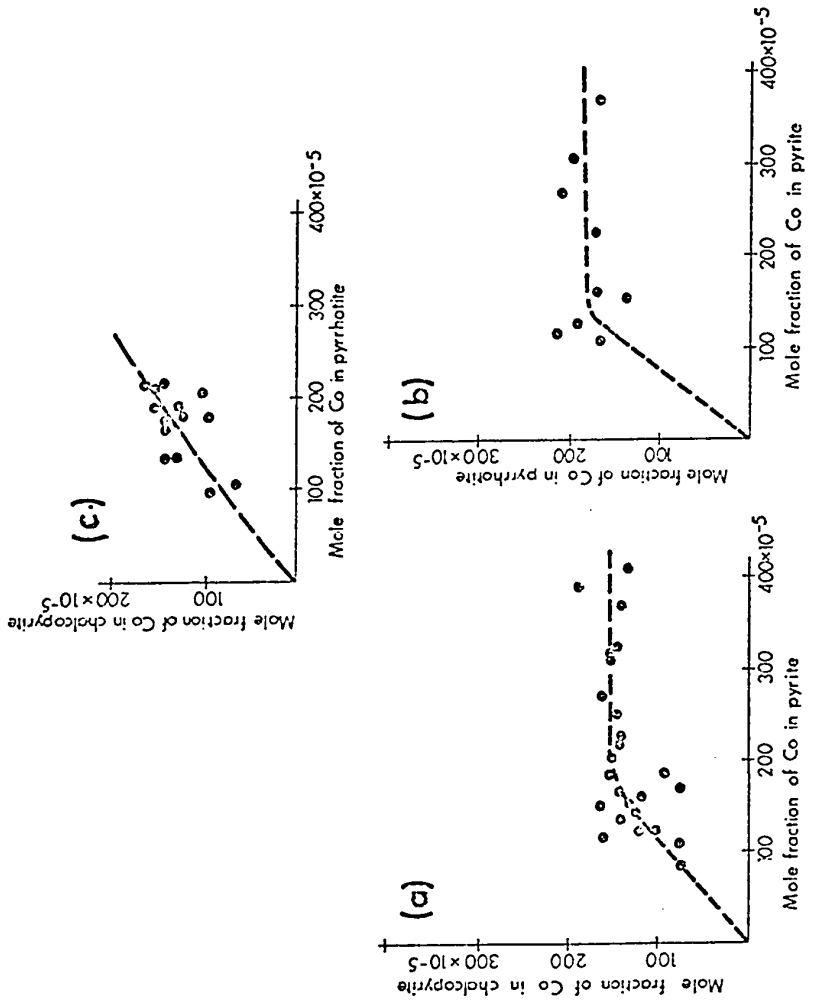 (a)
Mole fraction of Co in chalcopyrite
300×10-5
200
100
100
200
300
400×10-5
Mole fraction of Co in pyrite
(b)
Mole fraction of Co in pyrrhotite
300×10-5
200
100
100
200
300
400×10-5
Mole fraction of Co in pyrite
(c)
Mole fraction of Co in chalcopyrite
200×10-5
100
100
200
300
400×10-5
Mole fraction of Co in pyrrhotite